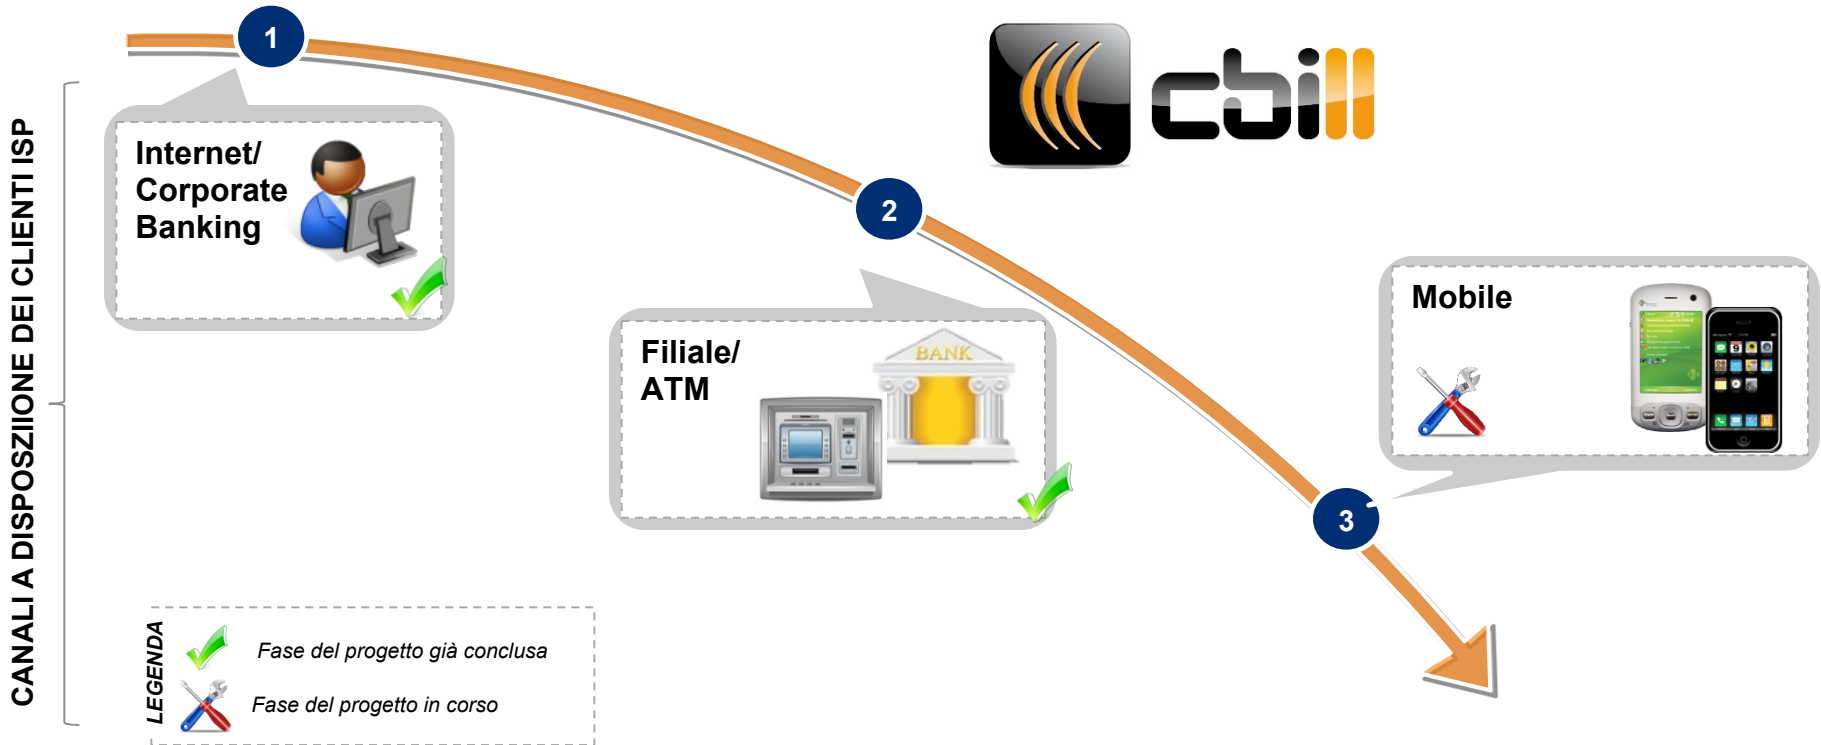 CANALI A DISPOSZIONE DEI CLIENTI ISP
1
cbill
Internet/
Corporate
Banking
2
Filiale/
ATM
BANK
Mobile
3
LEGENDA
Fase del progetto già conclusa
Fase del progetto in corso